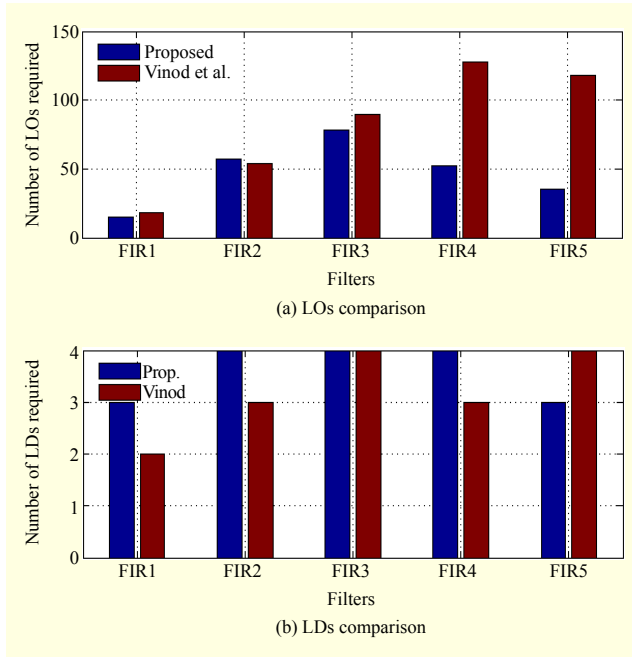 150
100
50
0
Number of LOs required
Proposed
Vinod et al.
FIR1 FIR2 FIR3 FIR4 FIR5
Filters
(a) LOs comparison
4
3
2
1
0
Number of LDs required
Prop.
Vinod
FIR1 FIR2 FIR3 FIR4 FIR5
Filters
(b) LDs comparison